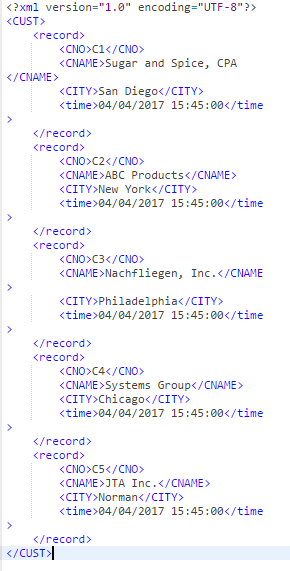 <?xml version="1.0" encoding="UTF-8"?>
<CUST>
<record>
<CNO>C1</CNO>
<CNAME>Sugar and Spice, CPA
</CNAME>
<CITY>San Diego</CITY>
<time>04/04/2017 15:45:00</time
>
</record>
<record>
<CNO>C2</CNO>
<CNAME>ABC Products</CNAME>
<CITY>New York</CITY>
<time>04/04/2017 15:45:00</time
>
</record>
<record>
<CNO>C3</CNO>
<CNAME>Nachfliegen, Inc.</CNAME
>
<CITY>Philadelphia</CITY>
<time>04/04/2017 15:45:00</time
>
</record>
<record>
<CNO>C4</CNO>
<CNAME>Systems Group</CNAME>
<CITY>Chicago</CITY>
<time>04/04/2017 15:45:00</time
>
</record>
<record>
<CNO>C5</CNO>
<CNAME>JTA Inc.</CNAME>
<CITY>Norman</CITY>
<time>04/04/2017 15:45:00</time
>
</record>
</CUST>